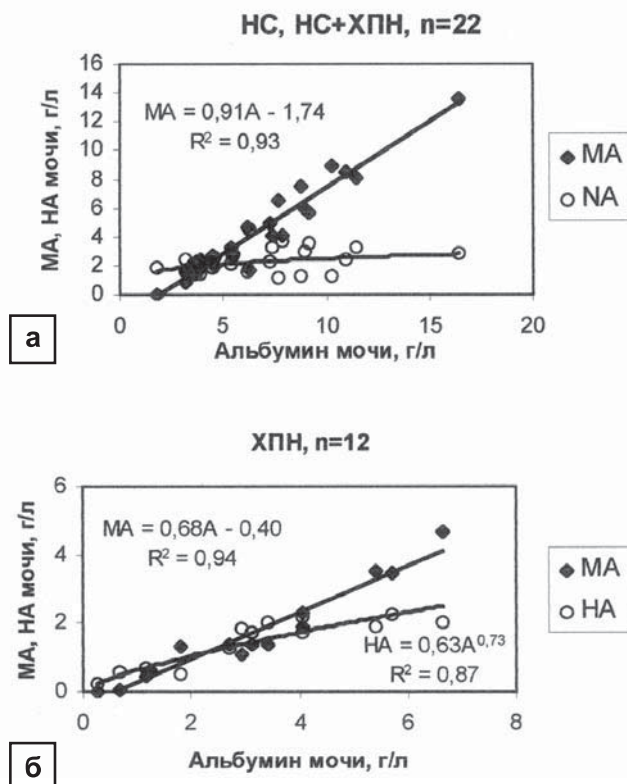 НС, НС+ХПН, n=22
МА, НА мочи, г/л
16
14
12
10
8
6
4
2
0
МА = 0,91А - 1,74
R² = 0,93
МА
NA
0 5 10 15 20
Альбумин мочи, г/л
а
ХПН, n=12
МА, НА мочи, г/л
6
4
2
0
МА = 0,68А - 0,40
R² = 0,94
МА
НА
НА = 0,63А^0,73
R² = 0,87
0 2 4 6 8
Альбумин мочи, г/л
б